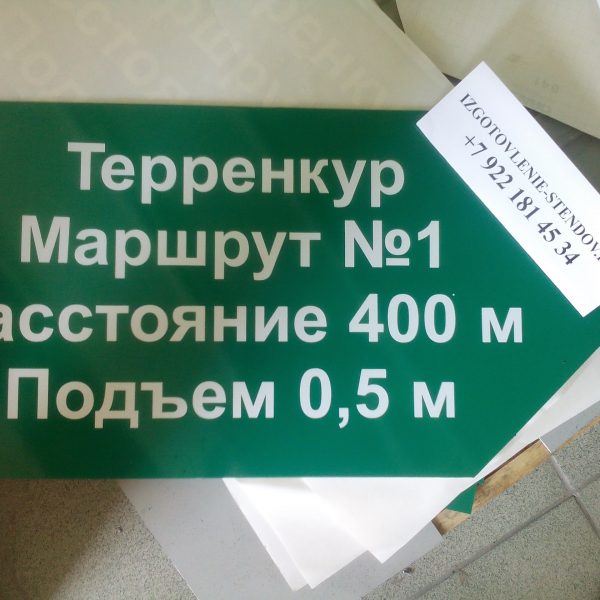 Терренкур
Маршрут №1
асстояние 400 м
Подъем 0,5 м
IZGOTOVLENIE-STENDOV.
+7 922 181 45 34